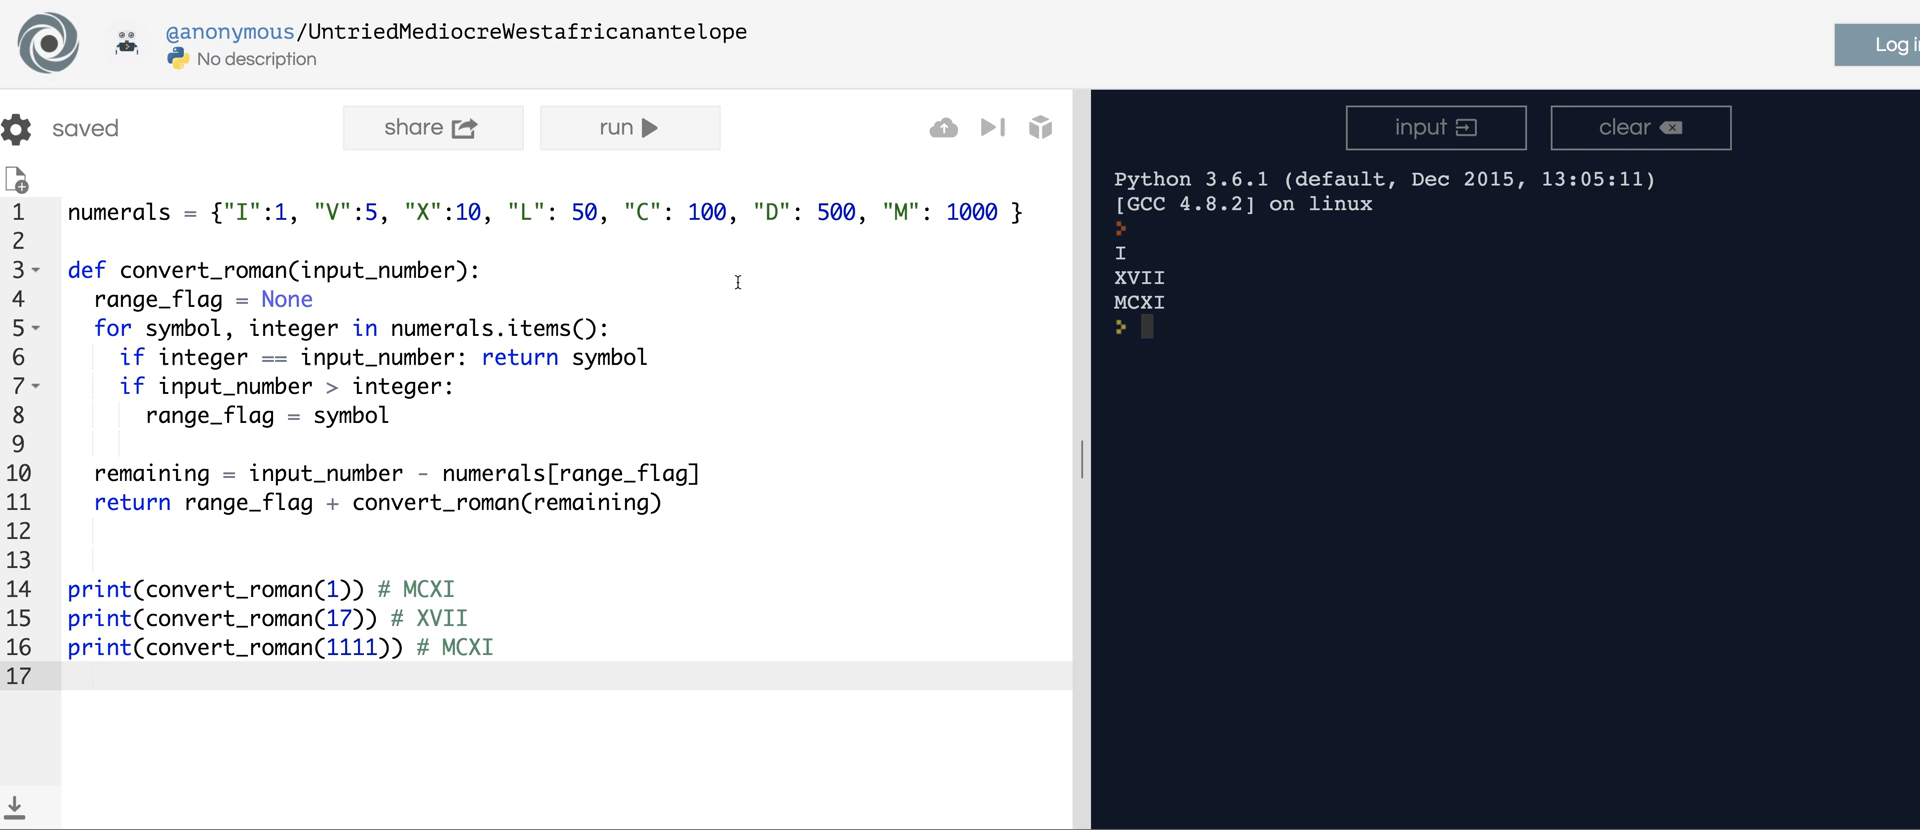 @anonymous/UntriedMediocreWestafricanantelope
No description
Log i
saved
share
run
1 numerals = {"I":1, "V":5, "X":10, "L": 50, "C": 100, "D": 500, "M": 1000 }
2
3 def convert_roman(input_number):
4   range_flag = None
5   for symbol, integer in numerals.items():
6     if integer == input_number: return symbol
7     if input_number > integer:
8       range_flag = symbol
9
10   remaining = input_number - numerals[range_flag]
11   return range_flag + convert_roman(remaining)
12
13
14 print(convert_roman(1)) # MCXI
15 print(convert_roman(17)) # XVII
16 print(convert_roman(1111)) # MCXI
17
input
clear
Python 3.6.1 (default, Dec 2015, 13:05:11)
[GCC 4.8.2] on linux
I
XVII
MCXI